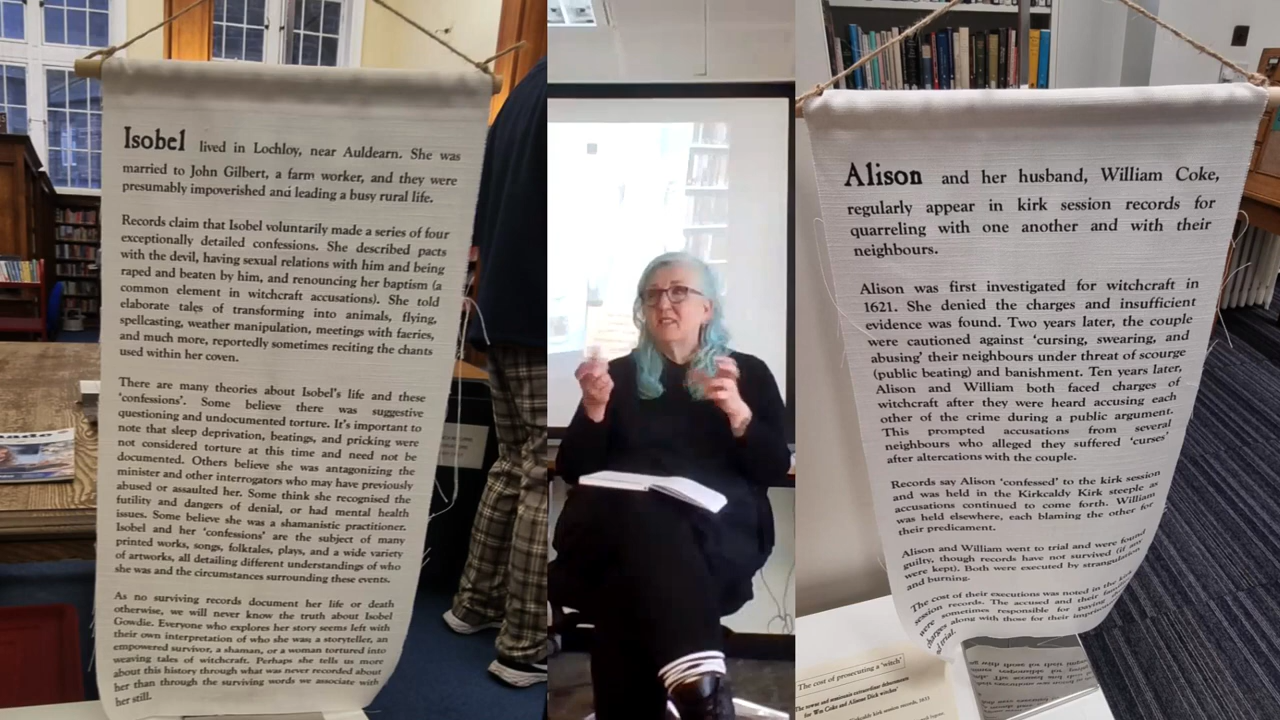 Isobel lived in Lochloy, near Auldearn. She was
married to John Gilbert, a farm worker, and they were
presumably impoverished and leading a busy rural life.
Records claim that Isobel voluntarily made a series of four
exceptionally detailed confessions. She described pacts
with the devil, having sexual relations with him and being
raped and beaten by him, and renouncing her baptism (a
common element in witchcraft accusations). She told
elaborate tales of transforming into animals, flying,
spellcasting, weather manipulation, meetings with faeries,
and much more, reportedly sometimes reciting the chants
used within her coven.
There are many theories about Isobel's life and these
'confessions'. Some believe there was suggestive
questioning and undocumented torture. It's important to
note that sleep deprivation, beatings, and pricking were
not considered torture at this time and need not be
documented. Others believe she was antagonizing the
minister and other interrogators who may have previously
abused or assaulted her. Some think she recognised the
futility and dangers of denial, or had mental health
issues. Some believe she was a shamanistic practitioner.
Isobel and her 'confessions' are the subject of many
printed works, songs, folktales, plays, and a wide variety
of artworks, all detailing different understandings of who
she was and the circumstances surrounding these events.
As no surviving records document her life or death
otherwise, we will never know the truth about Isobel
Gowdie. Everyone who explores her story seems left with
their own interpretation of who she was: a storyteller, an
empowered survivor, a shaman, or a woman tortured into
weaving tales of witchcraft. Perhaps she tells us more
about this history through what was never recorded about
her than through the surviving words we associate with
her still.
Alison and her husband, William Coke,
regularly appear in kirk session records for
quarreling with one another and with their
neighbours.
Alison was first investigated for witchcraft in
1621. She denied the charges and insufficient
evidence was found. Two years later, the couple
were cautioned against 'cursing, swearing, and
abusing' their neighbours under threat of scourge
(public beating) and banishment. Ten years later,
Alison and William both faced charges of
witchcraft after they were heard accusing each
other of the crime during a public argument.
This prompted accusations from several
neighbours who alleged they suffered 'curses'
after altercations with the couple.
Records say Alison 'confessed' to the kirk session
and was held in the Kirkcaldy Kirk steeple as
accusations continued to come forth. William
was held elsewhere, each blaming the other for
their predicament.
Alison and William went to trial and were found
guilty, though records have not survived (if any
were kept). Both were executed by strangulation
and burning.
The cost of their executions was noted in the kirk
session records. The accused and their
were sometimes responsible for paying
charges along with those for their
and trial.
The cost of prosecuting a 'witch'
for Wm Coke and Alisone Dick witches'
kirk session records, 1633